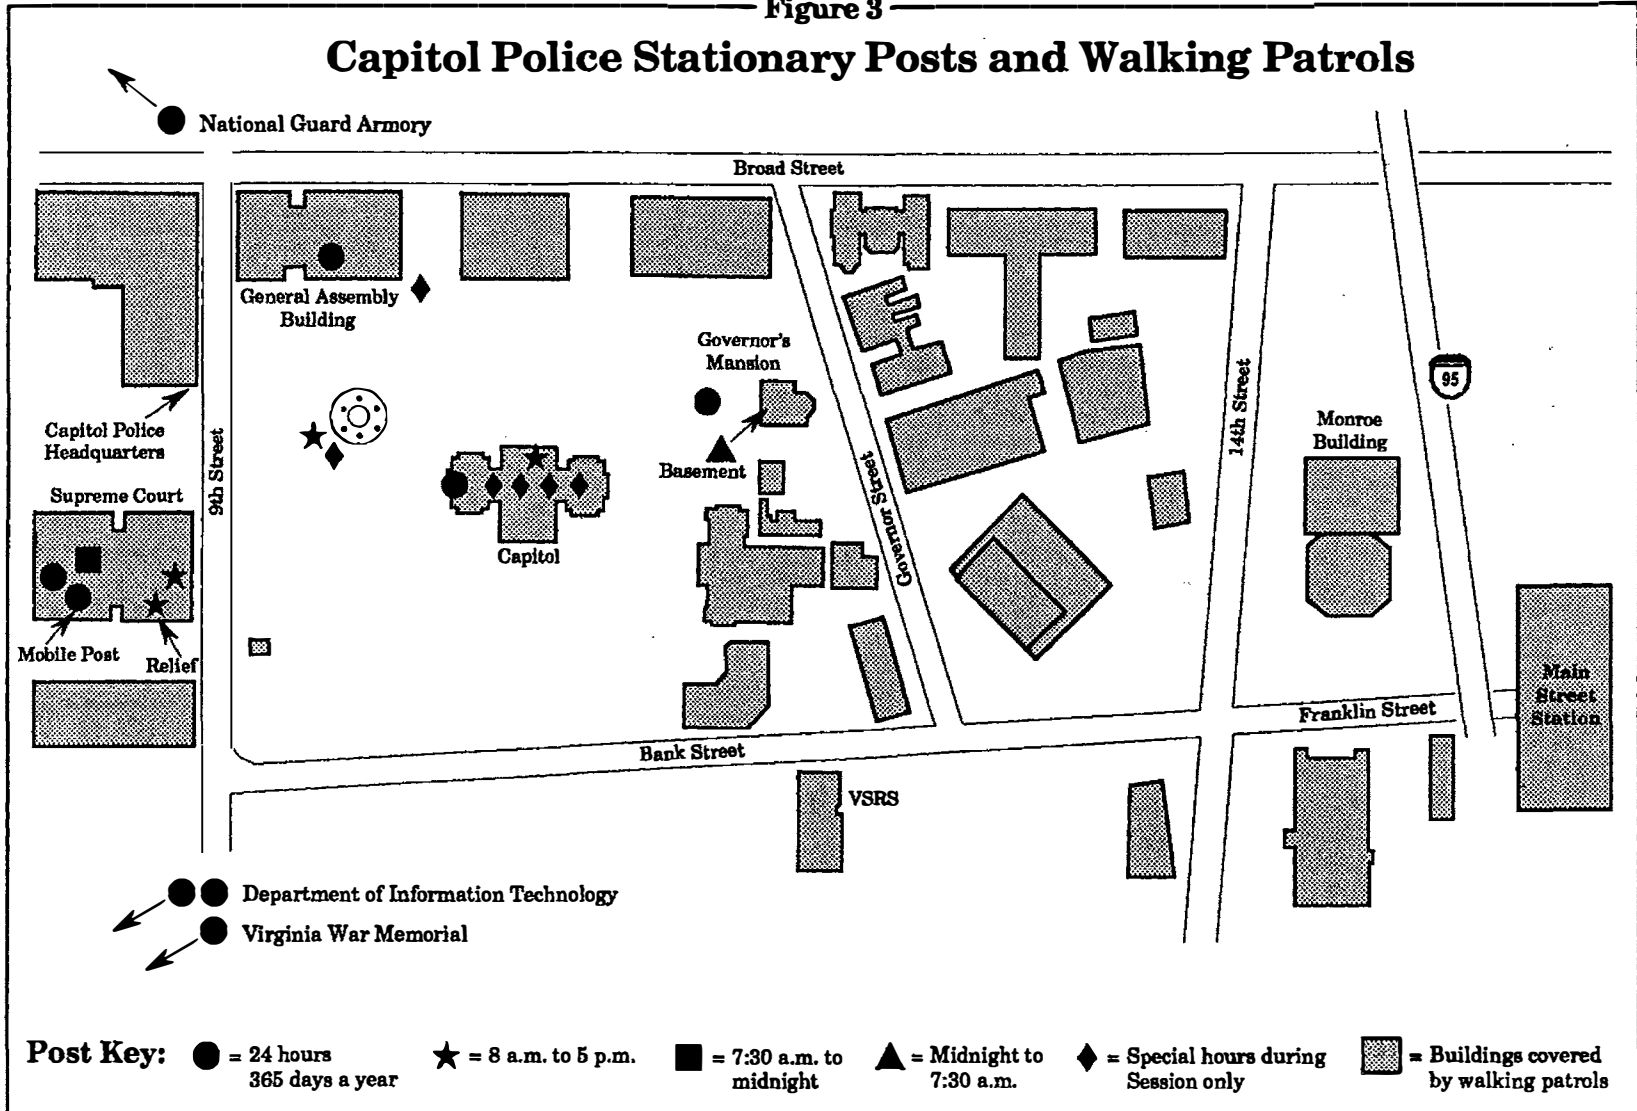 Figure 3
Capitol Police Stationary Posts and Walking Patrols
National Guard Armory
Broad Street
General Assembly
Building
Governor's
Mansion
Capitol Police
Headquarters
9th Street
14th Street
95
Monroe
Building
Basement
Governor Street
Supreme Court
Capitol
Mobile Post
Relief
Main
Street
Station
Franklin Street
Bank Street
VSRS
Department of Information Technology
Virginia War Memorial
Post Key:
= 24 hours
365 days a year
= 8 a.m. to 5 p.m.
= 7:30 a.m. to
midnight
= Midnight to
7:30 a.m.
= Special hours during
Session only
= Buildings covered
by walking patrols